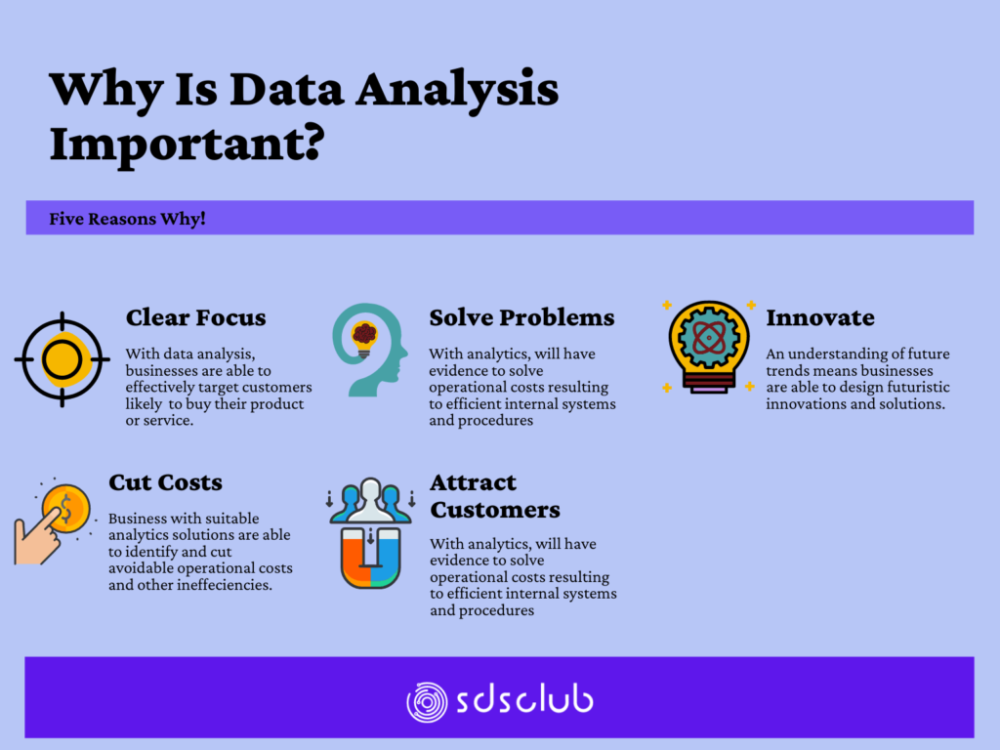 Why Is Data Analysis
Important?
Five Reasons Why!
Clear Focus
With data analysis,
businesses are able to
effectively target customers
likely to buy their product
or service.
Solve Problems
With analytics, will have
evidence to solve
operational costs resulting
to efficient internal systems
and procedures
Innovate
An understanding of future
trends means businesses
are able to design futuristic
innovations and solutions.
Cut Costs
Business with suitable
analytics solutions are able
to identify and cut
avoidable operational costs
and other ineffeciencies.
Attract
Customers
With analytics, will have
evidence to solve
operational costs resulting
to efficient internal systems
and procedures
sdsclub